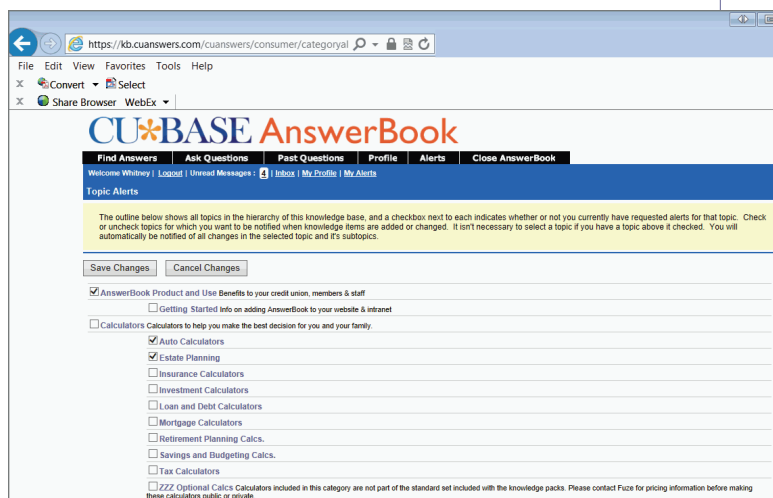 https://kb.cuanswers.com/cuanswers/consumer/categoryal
File Edit View Favorites Tools Help
x Convert Select
x Share Browser WebEx
CU*BASE AnswerBook
Find Answers Ask Questions Past Questions Profile Alerts Close AnswerBook
Welcome Whitney | Logout | Unread Messages : 4 | Inbox | My Profile | My Alerts
Topic Alerts
The outline below shows all topics in the hierarchy of this knowledge base, and a checkbox next to each indicates whether or not you currently have requested alerts for that topic. Check
or uncheck topics for which you want to be notified when knowledge items are added or changed. It isn't necessary to select a topic if you have a topic above it checked. You will
automatically be notified of all changes in the selected topic and it's subtopics.
Save Changes Cancel Changes
AnswerBook Product and Use Benefits to your credit union, members & staff
Getting Started Info on adding AnswerBook to your website & intranet
Calculators Calculators to help you make the best decision for you and your family.
Auto Calculators
Estate Planning
Insurance Calculators
Investment Calculators
Loan and Debt Calculators
Mortgage Calculators
Retirement Planning Calcs.
Savings and Budgeting Calcs.
Tax Calculators
ZZZ Optional Calcs Calculators included in this category are not part of the standard set included with the knowledge packs. Please contact Fuze for pricing information before making
these calculators public or private.